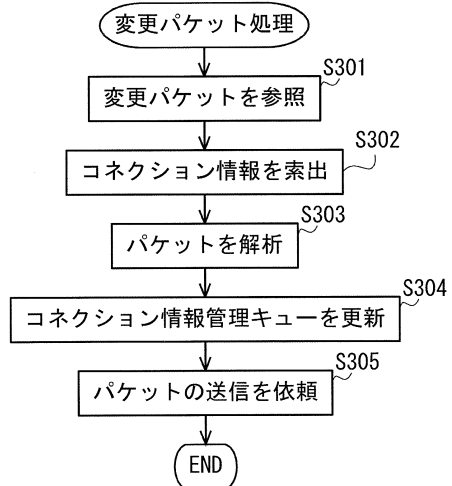 変更パケット処理
S301
変更パケットを参照
S302
コネクション情報を索出
S303
パケットを解析
S304
コネクション情報管理キューを更新
S305
パケットの送信を依頼
END